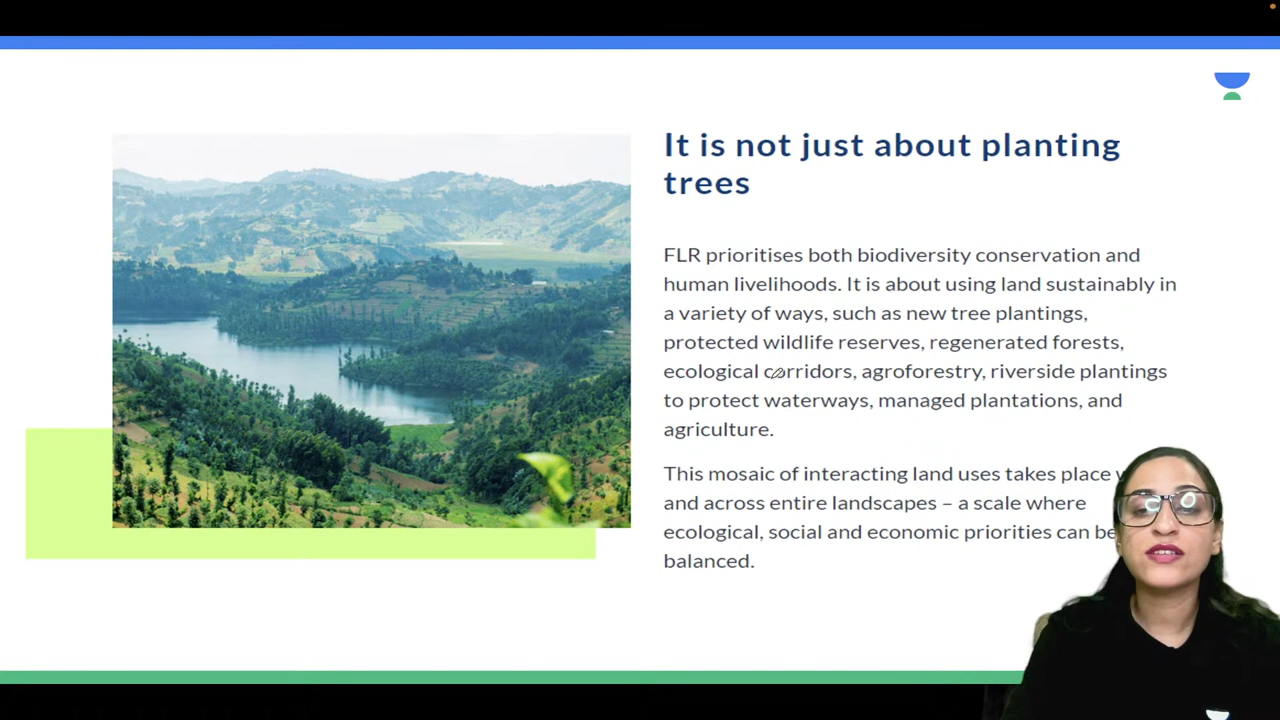 It is not just about planting
trees
FLR prioritises both biodiversity conservation and
human livelihoods. It is about using land sustainably in
a variety of ways, such as new tree plantings,
protected wildlife reserves, regenerated forests,
ecological corridors, agroforestry, riverside plantings
to protect waterways, managed plantations, and
agriculture.
This mosaic of interacting land uses takes place
and across entire landscapes – a scale where
ecological, social and economic priorities can be
balanced.